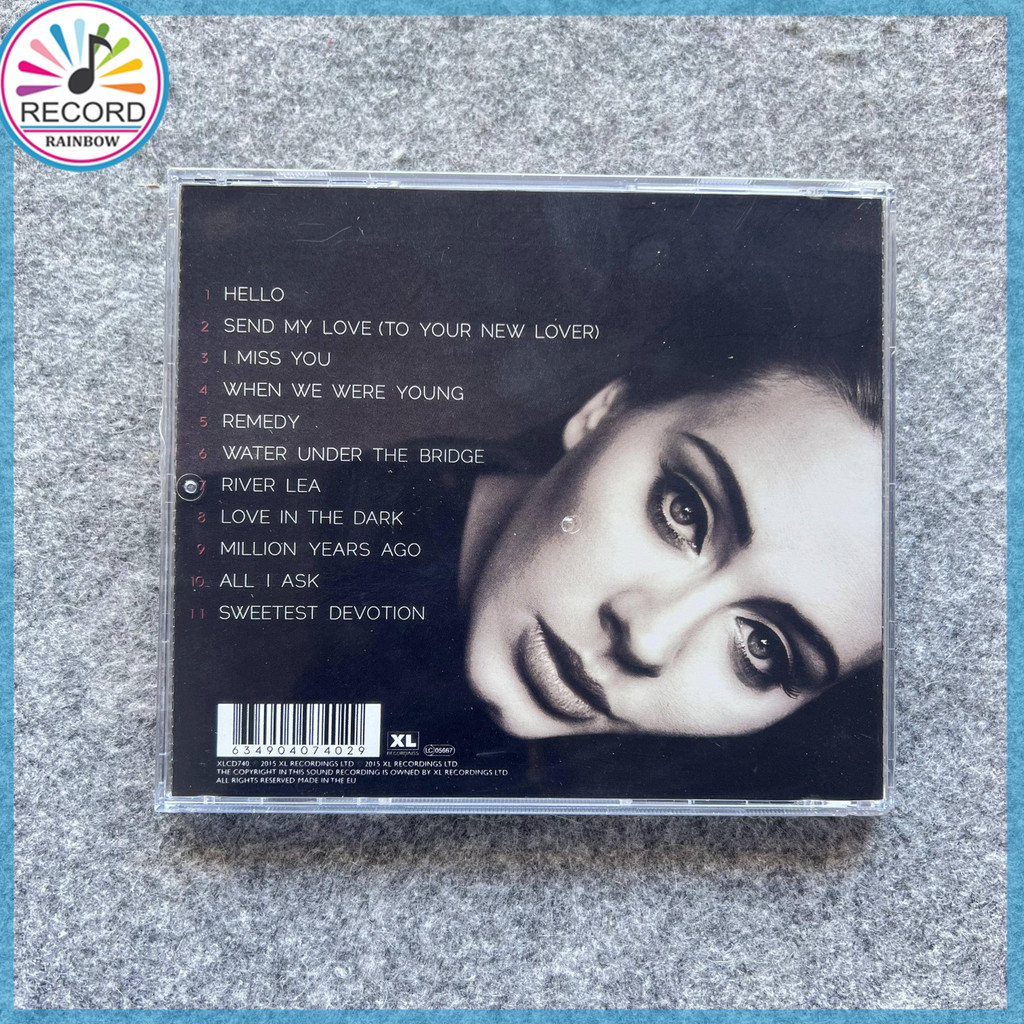 RECORD
RAINBOW
1 HELLO
2 SEND MY LOVE (TO YOUR NEW LOVER)
3 I MISS YOU
4 WHEN WE WERE YOUNG
5 REMEDY
6 WATER UNDER THE BRIDGE
7 RIVER LEA
8 LOVE IN THE DARK
9 MILLION YEARS AGO
10 ALL I ASK
11 SWEETEST DEVOTION
634904074029
XL
RECORDINGS
LC 05667
XLCD740 ℗ 2015 XL RECORDINGS LTD © 2015 XL RECORDINGS LTD
THE COPYRIGHT IN THIS SOUND RECORDING IS OWNED BY XL RECORDINGS LTD
ALL RIGHTS RESERVED MADE IN THE EU